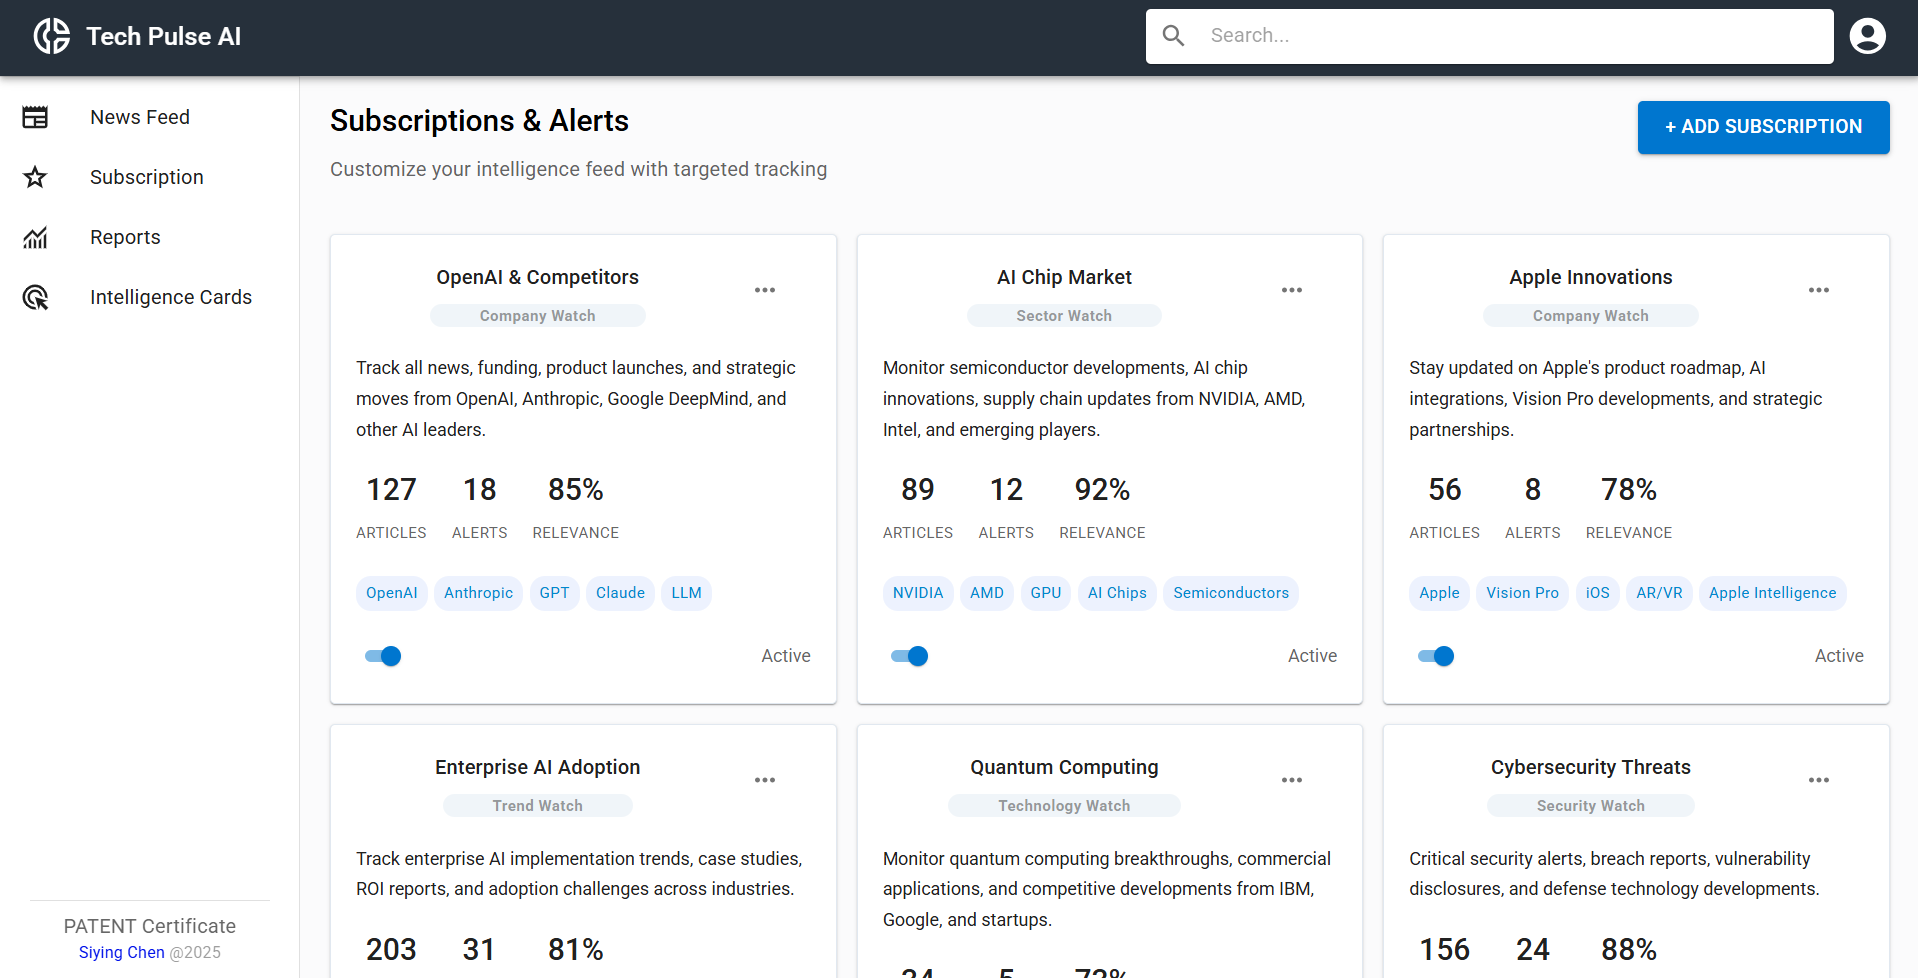 Tech Pulse AI
Search...
News Feed
Subscription
Reports
Intelligence Cards
PATENT Certificate
Siying Chen @2025
Subscriptions & Alerts
Customize your intelligence feed with targeted tracking
+ ADD SUBSCRIPTION
OpenAI & Competitors
Company Watch
Track all news, funding, product launches, and strategic
moves from OpenAI, Anthropic, Google DeepMind, and
other AI leaders.
127 18 85%
ARTICLES ALERTS RELEVANCE
OpenAI Anthropic GPT Claude LLM
Active
AI Chip Market
Sector Watch
Monitor semiconductor developments, AI chip
innovations, supply chain updates from NVIDIA, AMD,
Intel, and emerging players.
89 12 92%
ARTICLES ALERTS RELEVANCE
NVIDIA AMD GPU AI Chips Semiconductors
Active
Apple Innovations
Company Watch
Stay updated on Apple's product roadmap, AI
integrations, Vision Pro developments, and strategic
partnerships.
56 8 78%
ARTICLES ALERTS RELEVANCE
Apple Vision Pro iOS AR/VR Apple Intelligence
Active
Enterprise AI Adoption
Trend Watch
Track enterprise AI implementation trends, case studies,
ROI reports, and adoption challenges across industries.
203 31 81%
Quantum Computing
Technology Watch
Monitor quantum computing breakthroughs, commercial
applications, and competitive developments from IBM,
Google, and startups.
Cybersecurity Threats
Security Watch
Critical security alerts, breach reports, vulnerability
disclosures, and defense technology developments.
156 24 88%